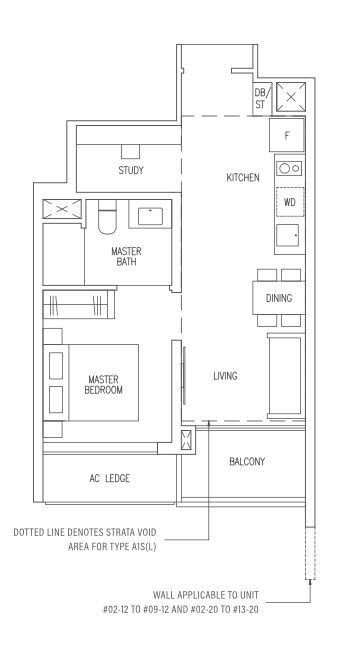 DB/
ST
F
STUDY
KITCHEN
WD
MASTER
BATH
DINING
MASTER
BEDROOM
LIVING
BALCONY
AC LEDGE
DOTTED LINE DENOTES STRATA VOID
AREA FOR TYPE A1S(L)
WALL APPLICABLE TO UNIT
#02-12 TO #09-12 AND #02-20 TO #13-20